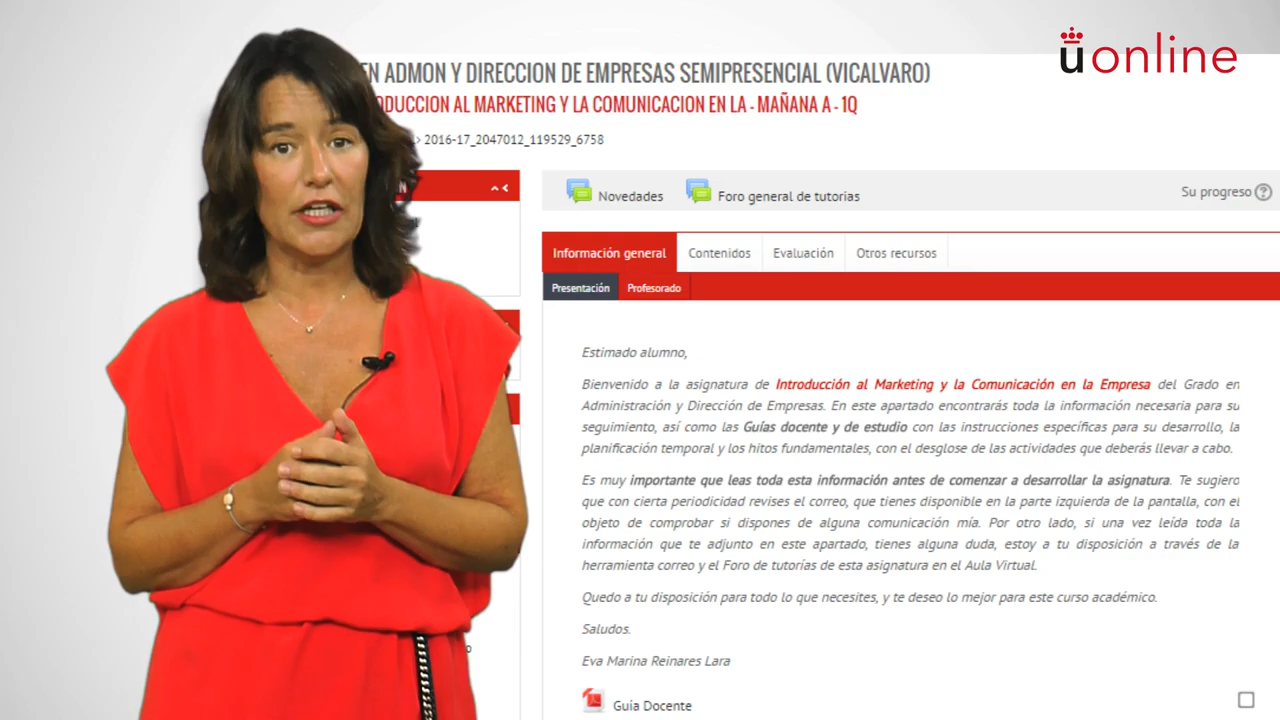 üonline
EN ADMON Y DIRECCION DE EMPRESAS SEMIPRESENCIAL (VICALVARO)
ODUCCION AL MARKETING Y LA COMUNICACION EN LA - MAÑANA A - 1Q
› 2016-17_2047012_119529_6758
N
Novedades
Foro general de tutorias
Su progreso
Información general
Contenidos
Evaluación
Otros recursos
Presentación
Profesorado
Estimado alumno,
Bienvenido a la asignatura de Introducción al Marketing y la Comunicación en la Empresa del Grado en
Administración y Dirección de Empresas. En este apartado encontrarás toda la información necesaria para su
seguimiento, así como las Guías docente y de estudio con las instrucciones específicas para su desarrollo, la
planificación temporal y los hitos fundamentales, con el desglose de las actividades que deberás llevar a cabo.
Es muy importante que leas toda esta información antes de comenzar a desarrollar la asignatura. Te sugiero
que con cierta periodicidad revises el correo, que tienes disponible en la parte izquierda de la pantalla, con el
objeto de comprobar si dispones de alguna comunicación mía. Por otro lado, si una vez leída toda la
información que te adjunto en este apartado, tienes alguna duda, estoy a tu disposición a través de la
herramienta correo y el Foro de tutorías de esta asignatura en el Aula Virtual.
Quedo a tu disposición para todo lo que necesites, y te deseo lo mejor para este curso académico.
Saludos.
Eva Marina Reinares Lara
Guía Docente